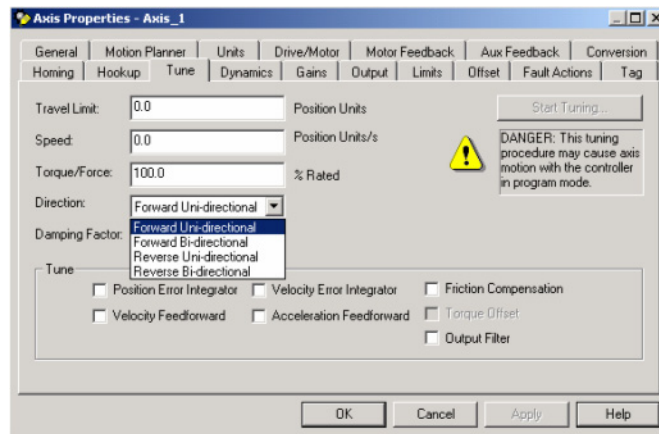 Axis Properties - Axis_1
General Motion Planner Units Drive/Motor Motor Feedback Aux Feedback Conversion
Homing Hookup Tune Dynamics Gains Output Limits Offset Fault Actions Tag
Travel Limit: 0.0 Position Units Start Tuning...
Speed: 0.0 Position Units/s
DANGER: This tuning
procedure may cause axis
motion with the controller
in program mode.
Torque/Force: 100.0 % Rated
Direction: Forward Uni-directional
Forward Uni-directional
Forward Bi-directional
Reverse Uni-directional
Reverse Bi-directional
Damping Factor:
Tune
Position Error Integrator Velocity Error Integrator Friction Compensation
Velocity Feedforward Acceleration Feedforward Torque Offset
Output Filter
OK Cancel Apply Help